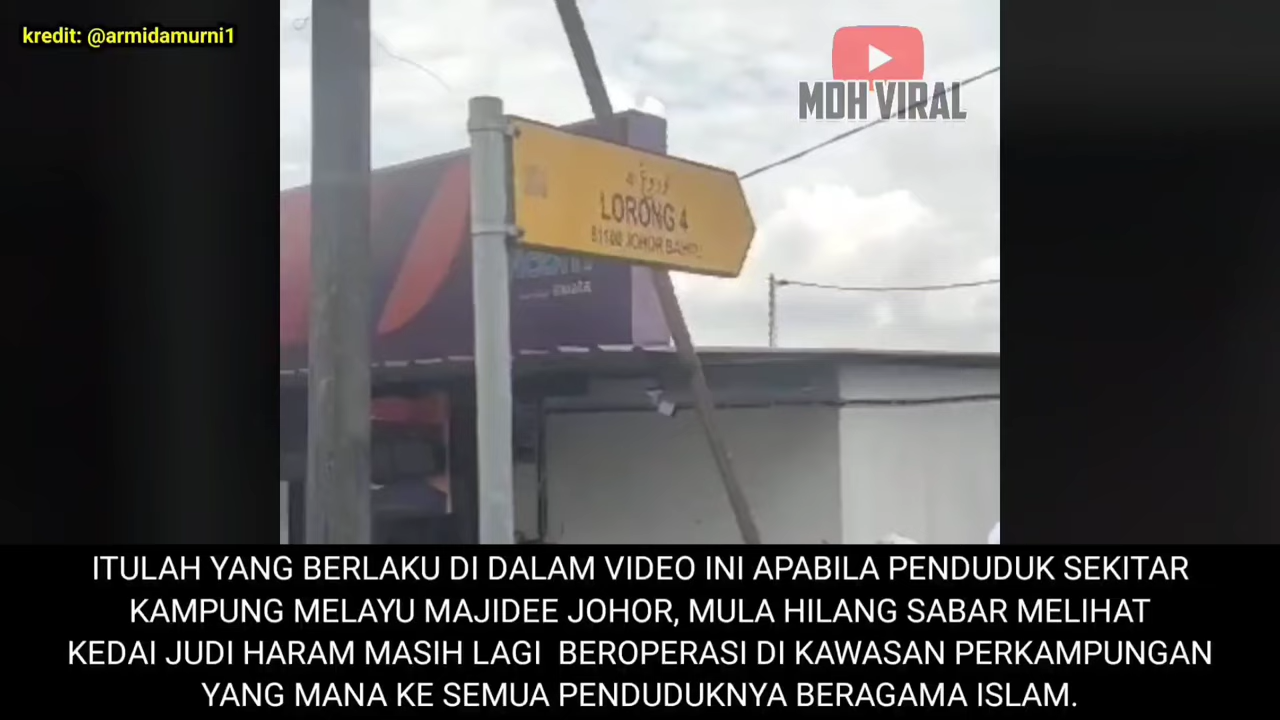 kredit: @armidamurni1
MDH VIRAL
LORONG 4
81100 JOHOR BAHRU
ITULAH YANG BERLAKU DI DALAM VIDEO INI APABILA PENDUDUK SEKITAR
KAMPUNG MELAYU MAJIDEE JOHOR, MULA HILANG SABAR MELIHAT
KEDAI JUDI HARAM MASIH LAGI  BEROPERASI DI KAWASAN PERKAMPUNGAN
YANG MANA KE SEMUA PENDUDUKNYA BERAGAMA ISLAM.